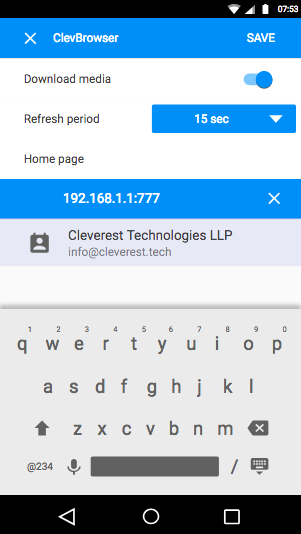 07:53
ClevBrowser SAVE
Download media
Refresh period 15 sec
Home page
192.168.1.1:777
Cleverest Technologies LLP
info@cleverest.tech
1 2 3 4 5 6 7 8 9 0
q w e r t y u i o p
a s d f g h j k l
z x c v b n m
@234 /